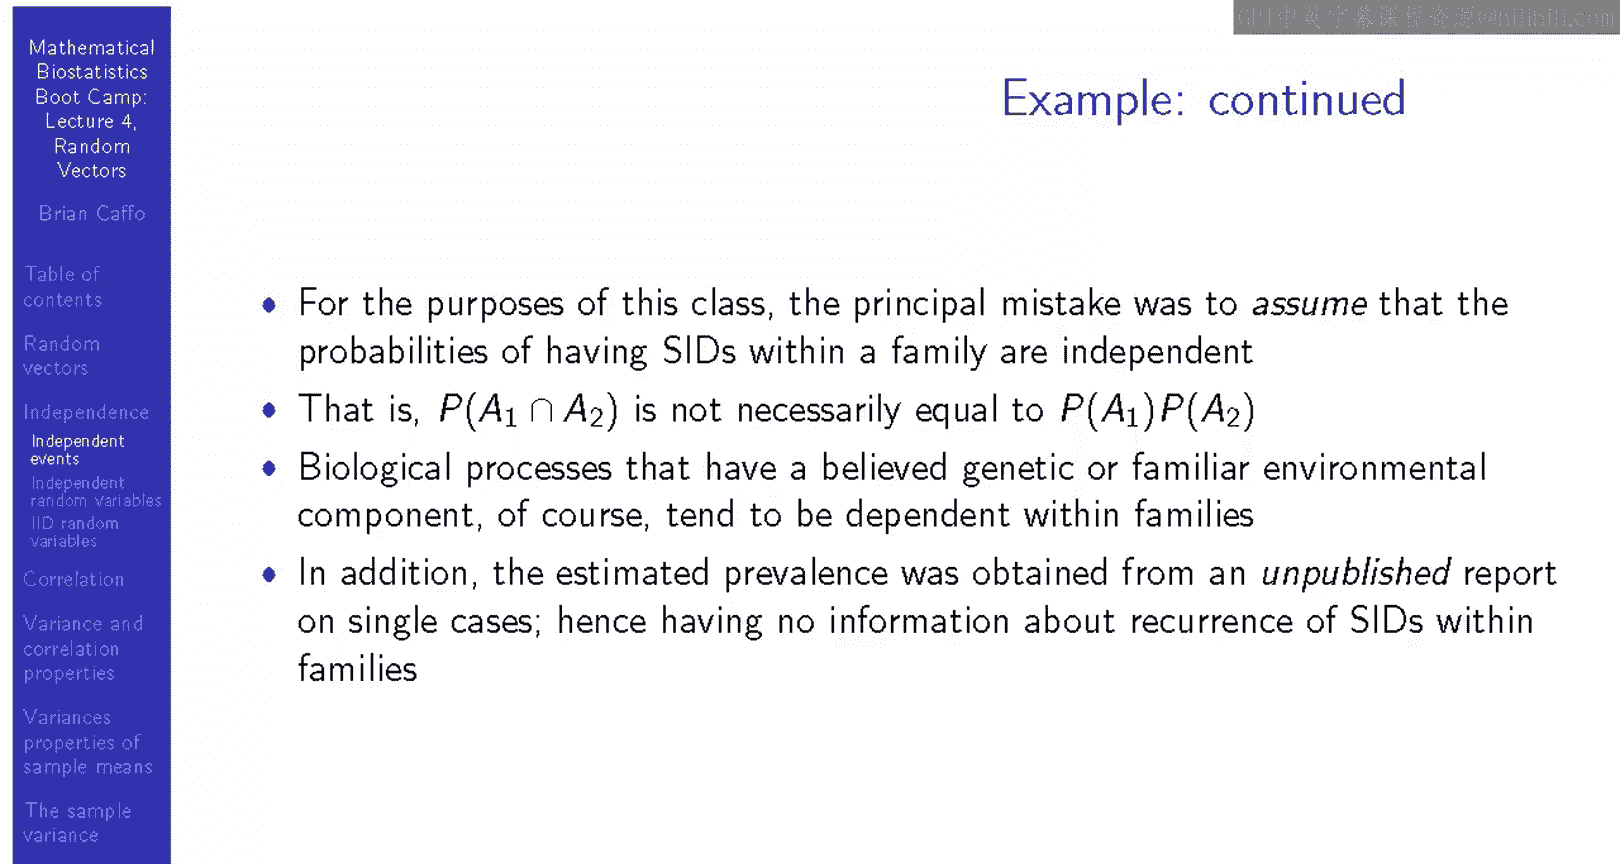 Mathematical
Biostatistics
Boot Camp:
Lecture 4,
Random
Vectors
Brian Caffo
Table of
contents
Random
vectors
Independence
Independent
events
Independent
random variables
IID random
variables
Correlation
Variance and
correlation
properties
Variances
properties of
sample means
The sample
variance
Example: continued
• For the purposes of this class, the principal mistake was to assume that the
probabilities of having SIDs within a family are independent
• That is, P(A₁ ∩ A₂) is not necessarily equal to P(A₁)P(A₂)
• Biological processes that have a believed genetic or familiar environmental
component, of course, tend to be dependent within families
• In addition, the estimated prevalence was obtained from an unpublished report
on single cases; hence having no information about recurrence of SIDs within
families